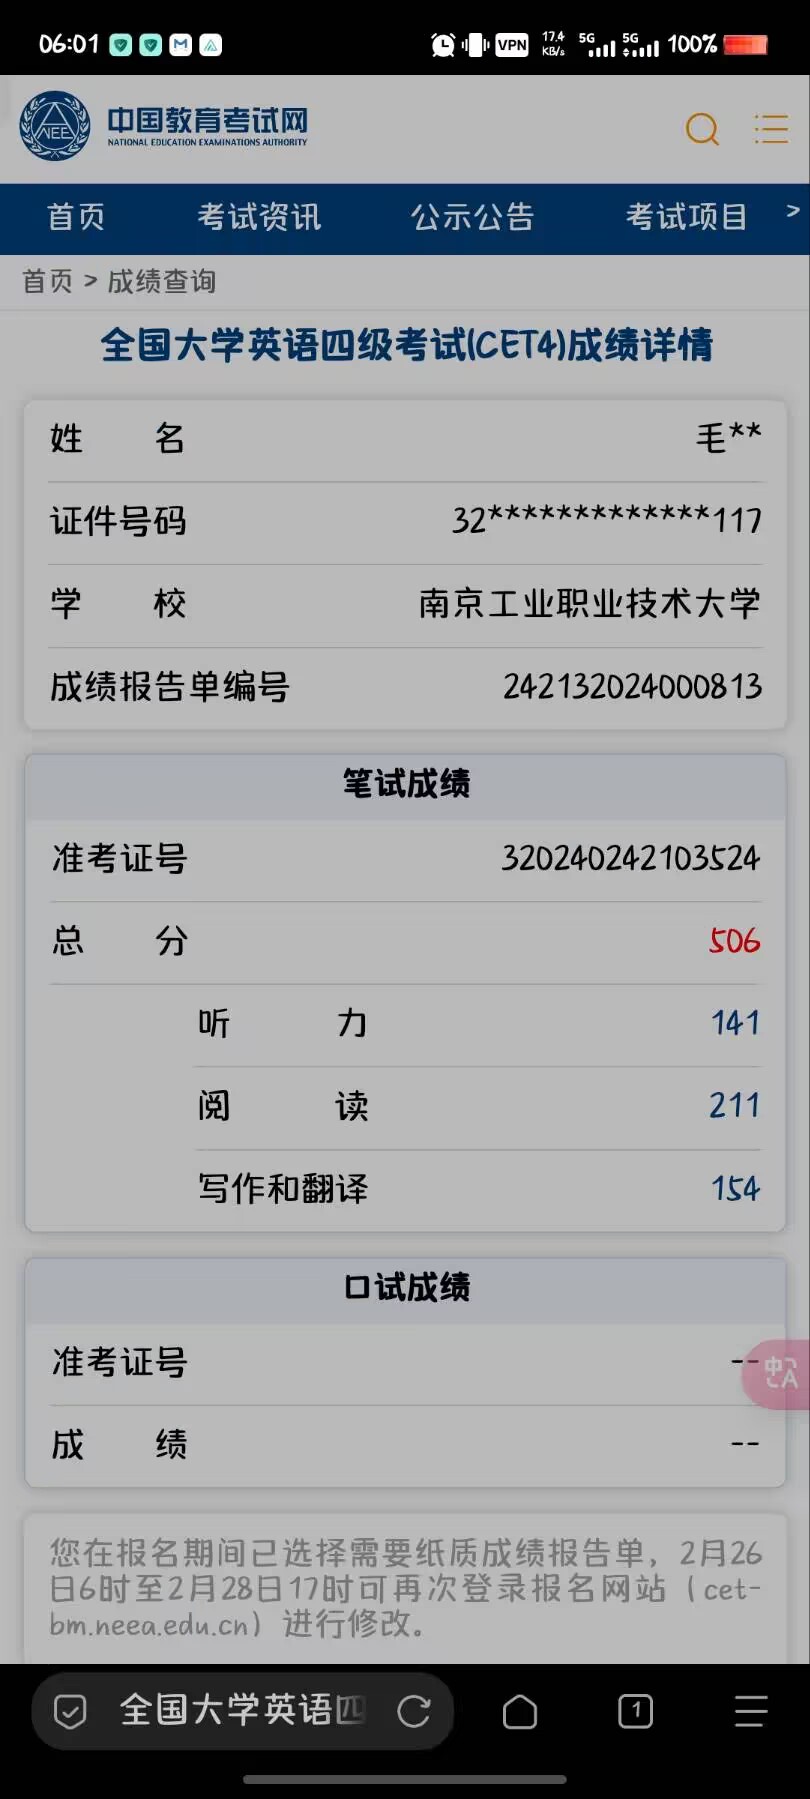 06:01 VPN 17.4 KB/s 5G 5G 100%
中国教育考试网
NATIONAL EDUCATION EXAMINATIONS AUTHORITY
NEE
首页 考试资讯 公示公告 考试项目 >
首页 > 成绩查询
全国大学英语四级考试(CET4)成绩详情
姓名 毛**
证件号码 32*************117
学校 南京工业职业技术大学
成绩报告单编号 242132024000813
笔试成绩
准考证号 320240242103524
总分 506
听力 141
阅读 211
写作和翻译 154
口试成绩
准考证号 --
中A
成绩 --
您在报名期间已选择需要纸质成绩报告单，2月26
日6时至2月28日17时可再次登录报名网站（cet-
bm.neea.edu.cn）进行修改。
全国大学英语四 1